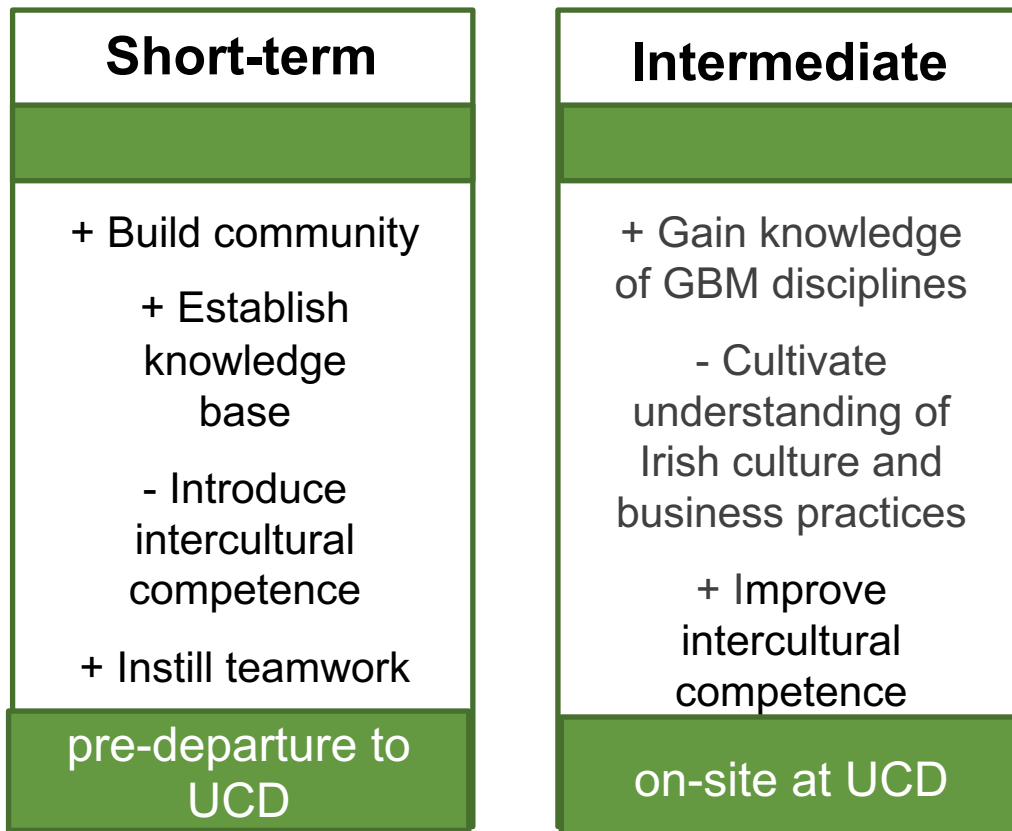 Short-term
+ Build community
+ Establish
knowledge
base
- Introduce
intercultural
competence
+ Instill teamwork
pre-departure to
UCD
Intermediate
+ Gain knowledge
of GBM disciplines
- Cultivate
understanding of
Irish culture and
business practices
+ Improve
intercultural
competence
on-site at UCD